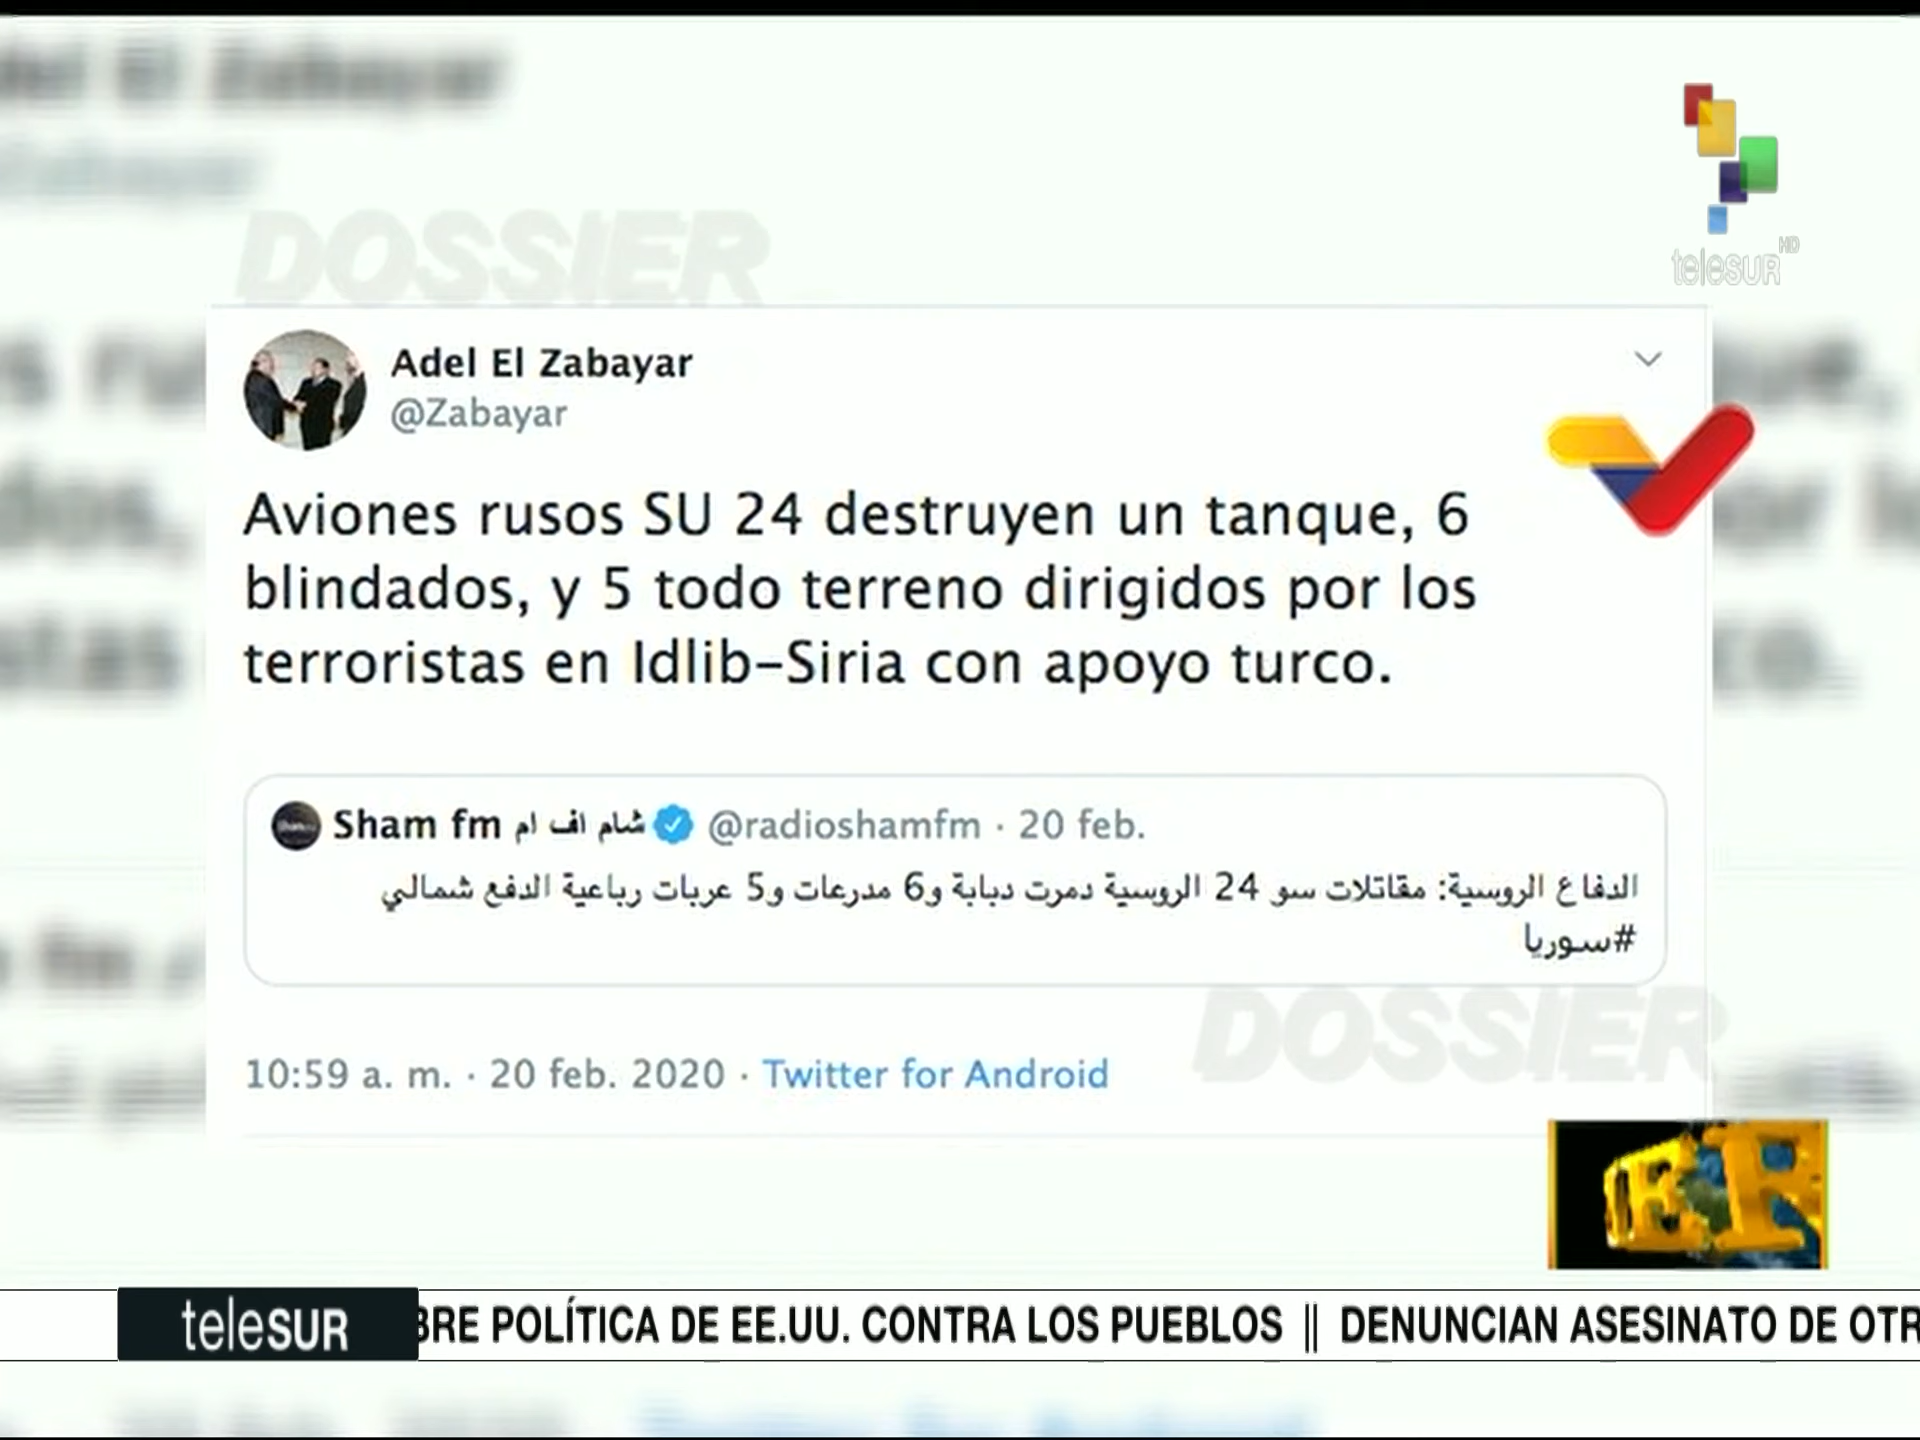 DOSSIER
HD
teleSUR
Adel El Zabayar
@Zabayar
Aviones rusos SU 24 destruyen un tanque, 6
blindados, y 5 todo terreno dirigidos por los
terroristas en Idlib-Siria con apoyo turco.
Sham fm شام اف ام @radioshamfm · 20 feb.
الدفاع الروسية: مقاتلات سو 24 الروسية دمرت دبابة و6 مدرعات و5 عربات رباعية الدفع شمالي
#سوريا
DOSSIER
10:59 a. m. · 20 feb. 2020 · Twitter for Android
ER
teleSUR BRE POLÍTICA DE EE.UU. CONTRA LOS PUEBLOS || DENUNCIAN ASESINATO DE OTR